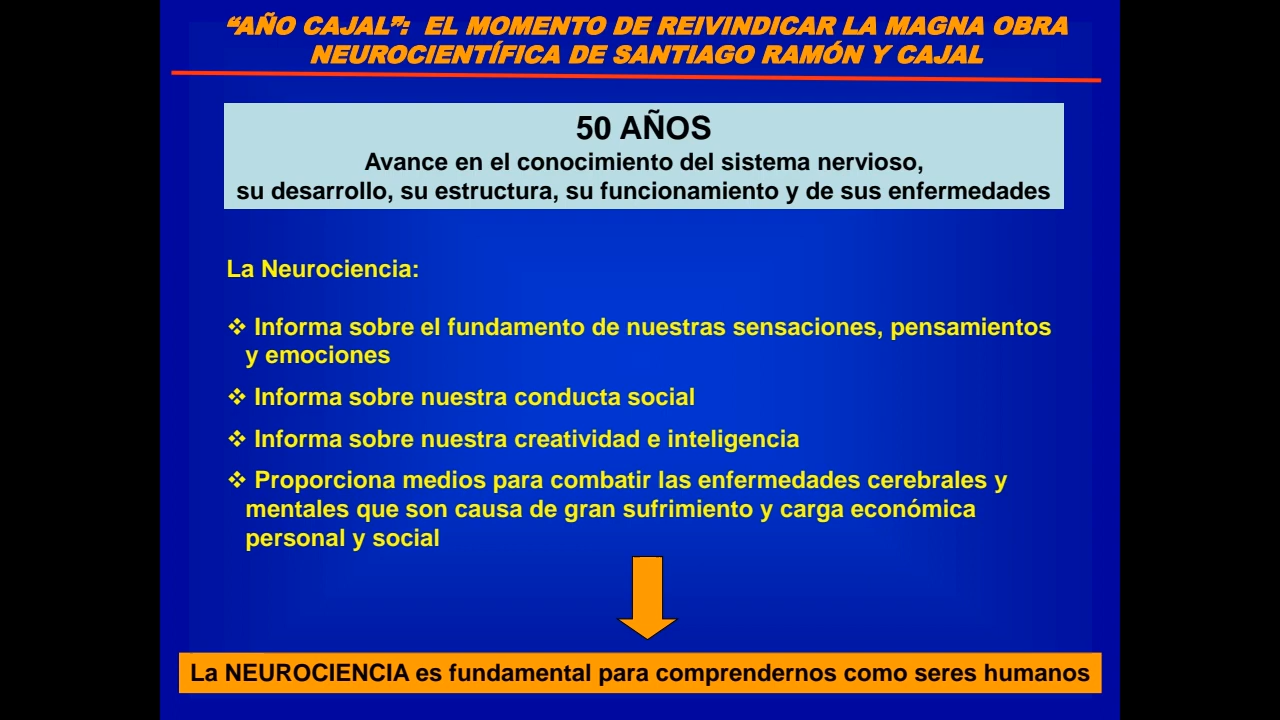 “AÑO CAJAL”: EL MOMENTO DE REIVINDICAR LA MAGNA OBRA
NEUROCIENTÍFICA DE SANTIAGO RAMÓN Y CAJAL
50 AÑOS
Avance en el conocimiento del sistema nervioso,
su desarrollo, su estructura, su funcionamiento y de sus enfermedades
La Neurociencia:
❖ Informa sobre el fundamento de nuestras sensaciones, pensamientos
y emociones
❖ Informa sobre nuestra conducta social
❖ Informa sobre nuestra creatividad e inteligencia
❖ Proporciona medios para combatir las enfermedades cerebrales y
mentales que son causa de gran sufrimiento y carga económica
personal y social
La NEUROCIENCIA es fundamental para comprendernos como seres humanos